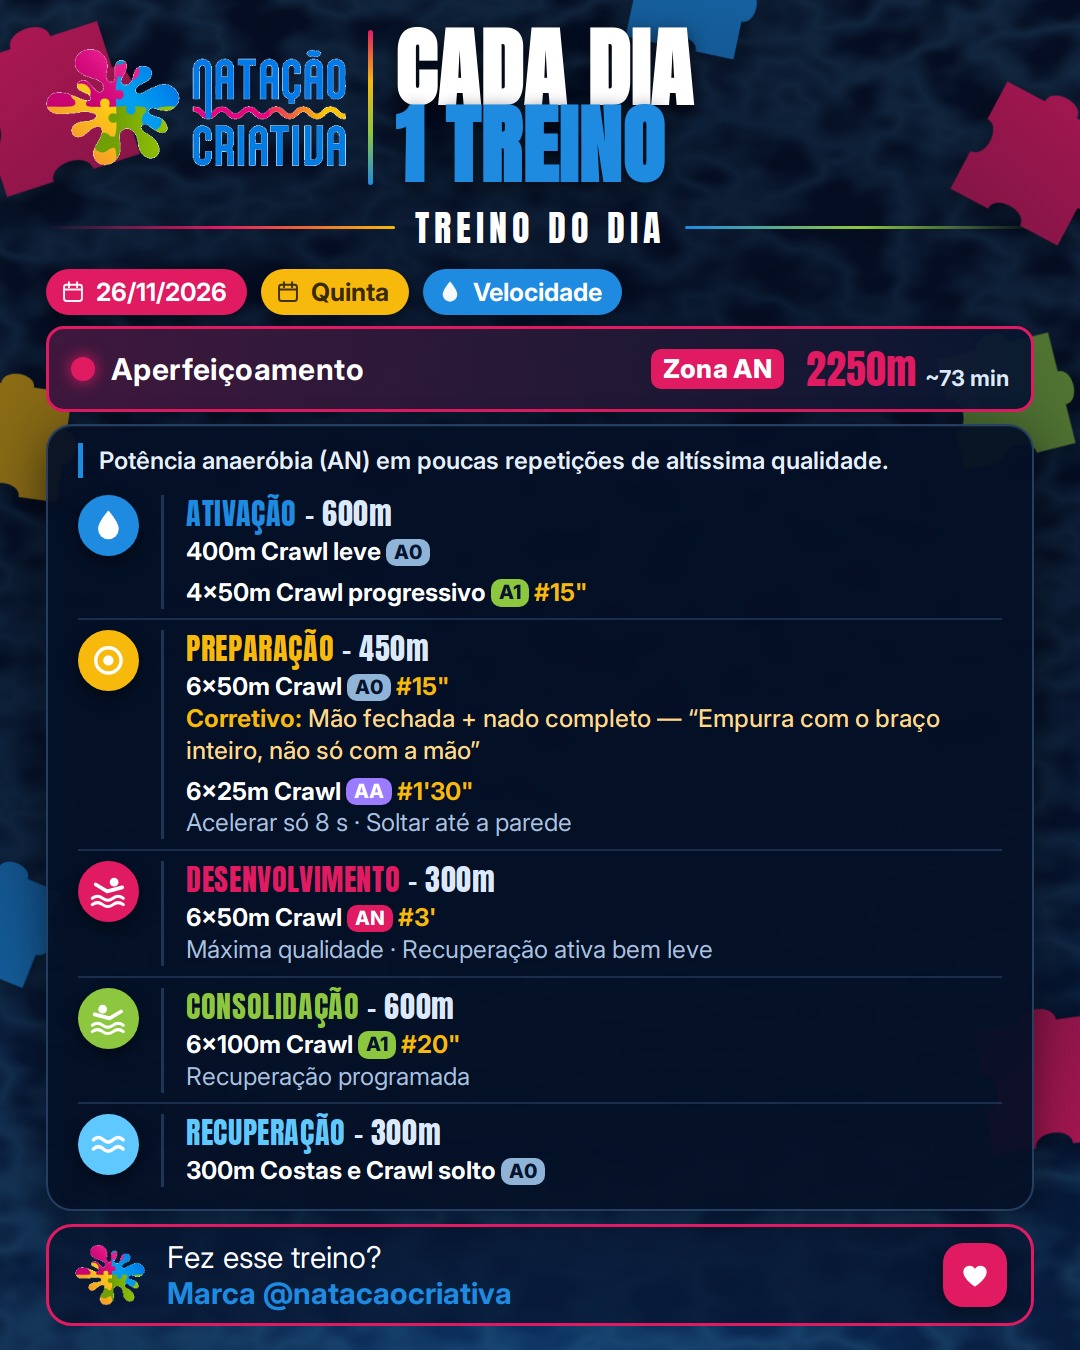 NATAÇÃO
CRIATIVA
CADA DIA
1 TREINO
TREINO DO DIA
26/11/2026
Quinta
Velocidade
Aperfeiçoamento
Zona AN
2250m ~73 min
Potência anaeróbia (AN) em poucas repetições de altíssima qualidade.
ATIVAÇÃO - 600m
400m Crawl leve A0
4×50m Crawl progressivo A1 #15"
PREPARAÇÃO - 450m
6×50m Crawl A0 #15"
Corretivo: Mão fechada + nado completo — “Empurra com o braço
inteiro, não só com a mão”
6×25m Crawl AA #1'30"
Acelerar só 8 s · Soltar até a parede
DESENVOLVIMENTO - 300m
6×50m Crawl AN #3'
Máxima qualidade · Recuperação ativa bem leve
CONSOLIDAÇÃO - 600m
6×100m Crawl A1 #20"
Recuperação programada
RECUPERAÇÃO - 300m
300m Costas e Crawl solto A0
Fez esse treino?
Marca @natacaocriativa